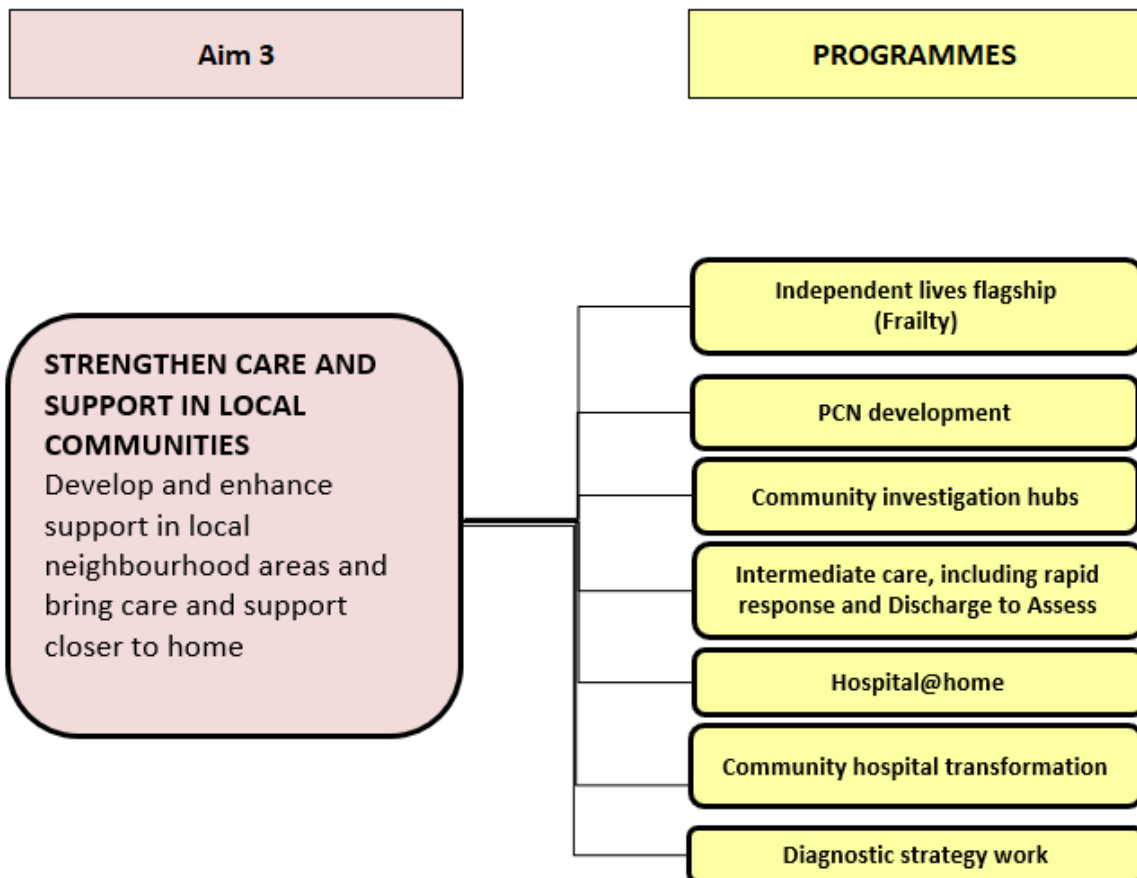 Aim 3
PROGRAMMES
STRENGTHEN CARE AND
SUPPORT IN LOCAL
COMMUNITIES
Develop and enhance
support in local
neighbourhood areas and
bring care and support
closer to home
Independent lives flagship
(Frailty)
PCN development
Community investigation hubs
Intermediate care, including rapid
response and Discharge to Assess
Hospital@home
Community hospital transformation
Diagnostic strategy work